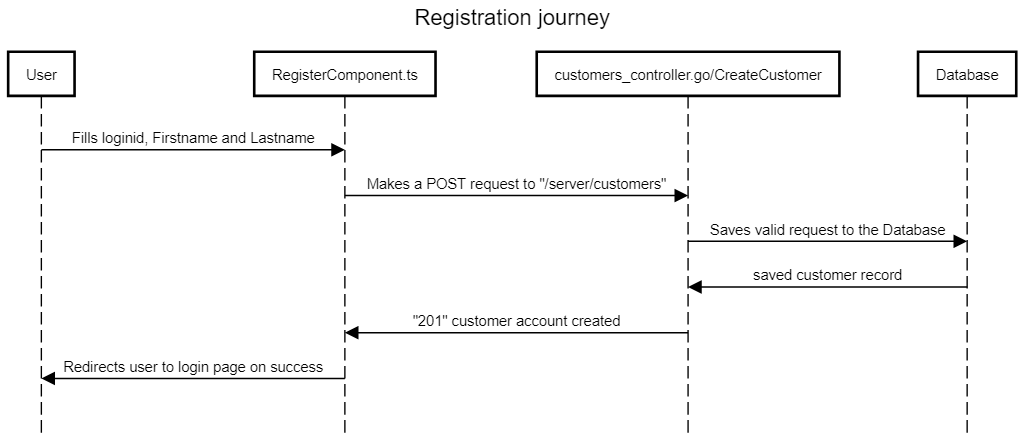 Registration journey
User
RegisterComponent.ts
customers_controller.go/CreateCustomer
Database
Fills loginid, Firstname and Lastname
Makes a POST request to "/server/customers"
Saves valid request to the Database
saved customer record
"201" customer account created
Redirects user to login page on success